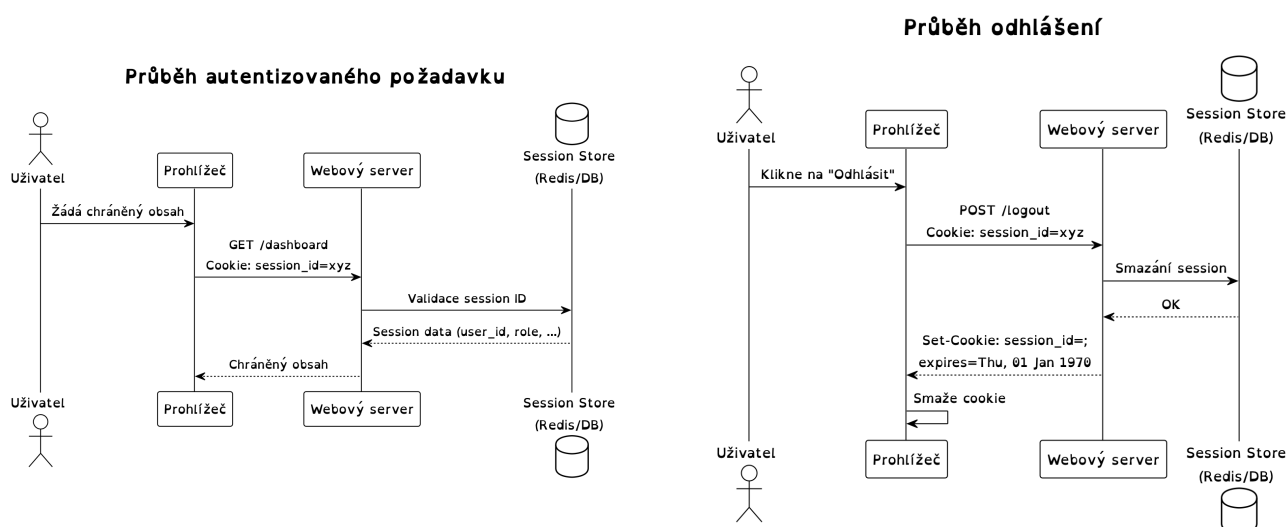 Průběh autentizovaného požadavku
Uživatel
Prohlížeč
Webový server
Session Store
(Redis/DB)
Žádá chráněný obsah
GET /dashboard
Cookie: session_id=xyz
Validace session ID
Session data (user_id, role, ...)
Chráněný obsah
Uživatel
Prohlížeč
Webový server
Session Store
(Redis/DB)
Průběh odhlášení
Uživatel
Prohlížeč
Webový server
Session Store
(Redis/DB)
Klikne na "Odhlásit"
POST /logout
Cookie: session_id=xyz
Smazání session
OK
Set-Cookie: session_id=;
expires=Thu, 01 Jan 1970
Smaže cookie
Uživatel
Prohlížeč
Webový server
Session Store
(Redis/DB)